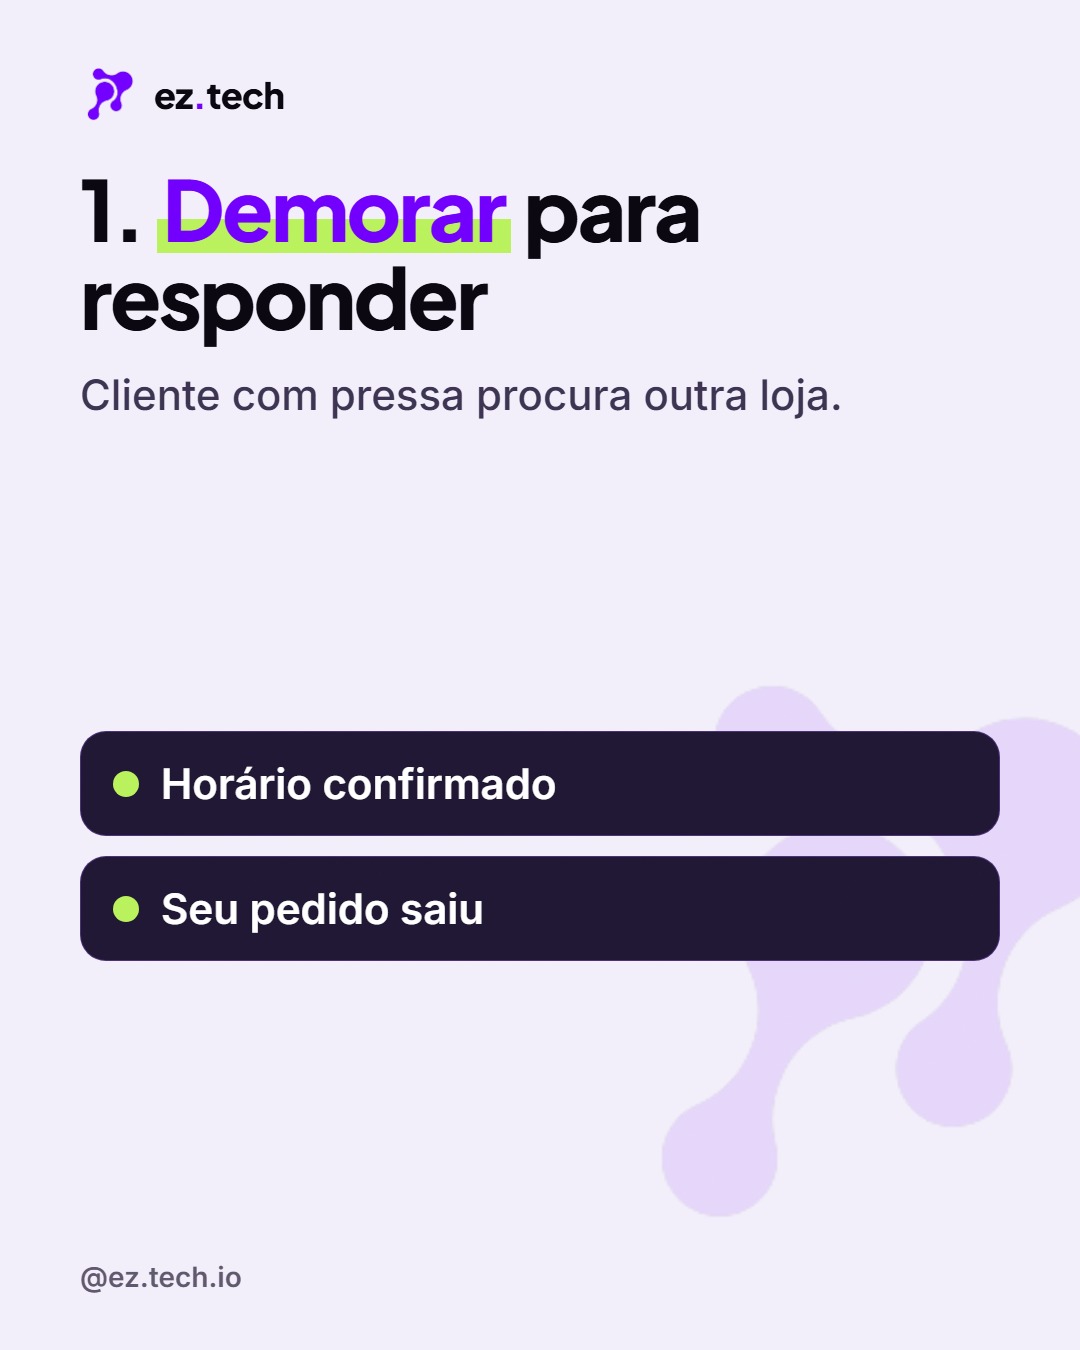 ez.tech
1. Demorar para
responder
Cliente com pressa procura outra loja.
Horário confirmado
Seu pedido saiu
@ez.tech.io